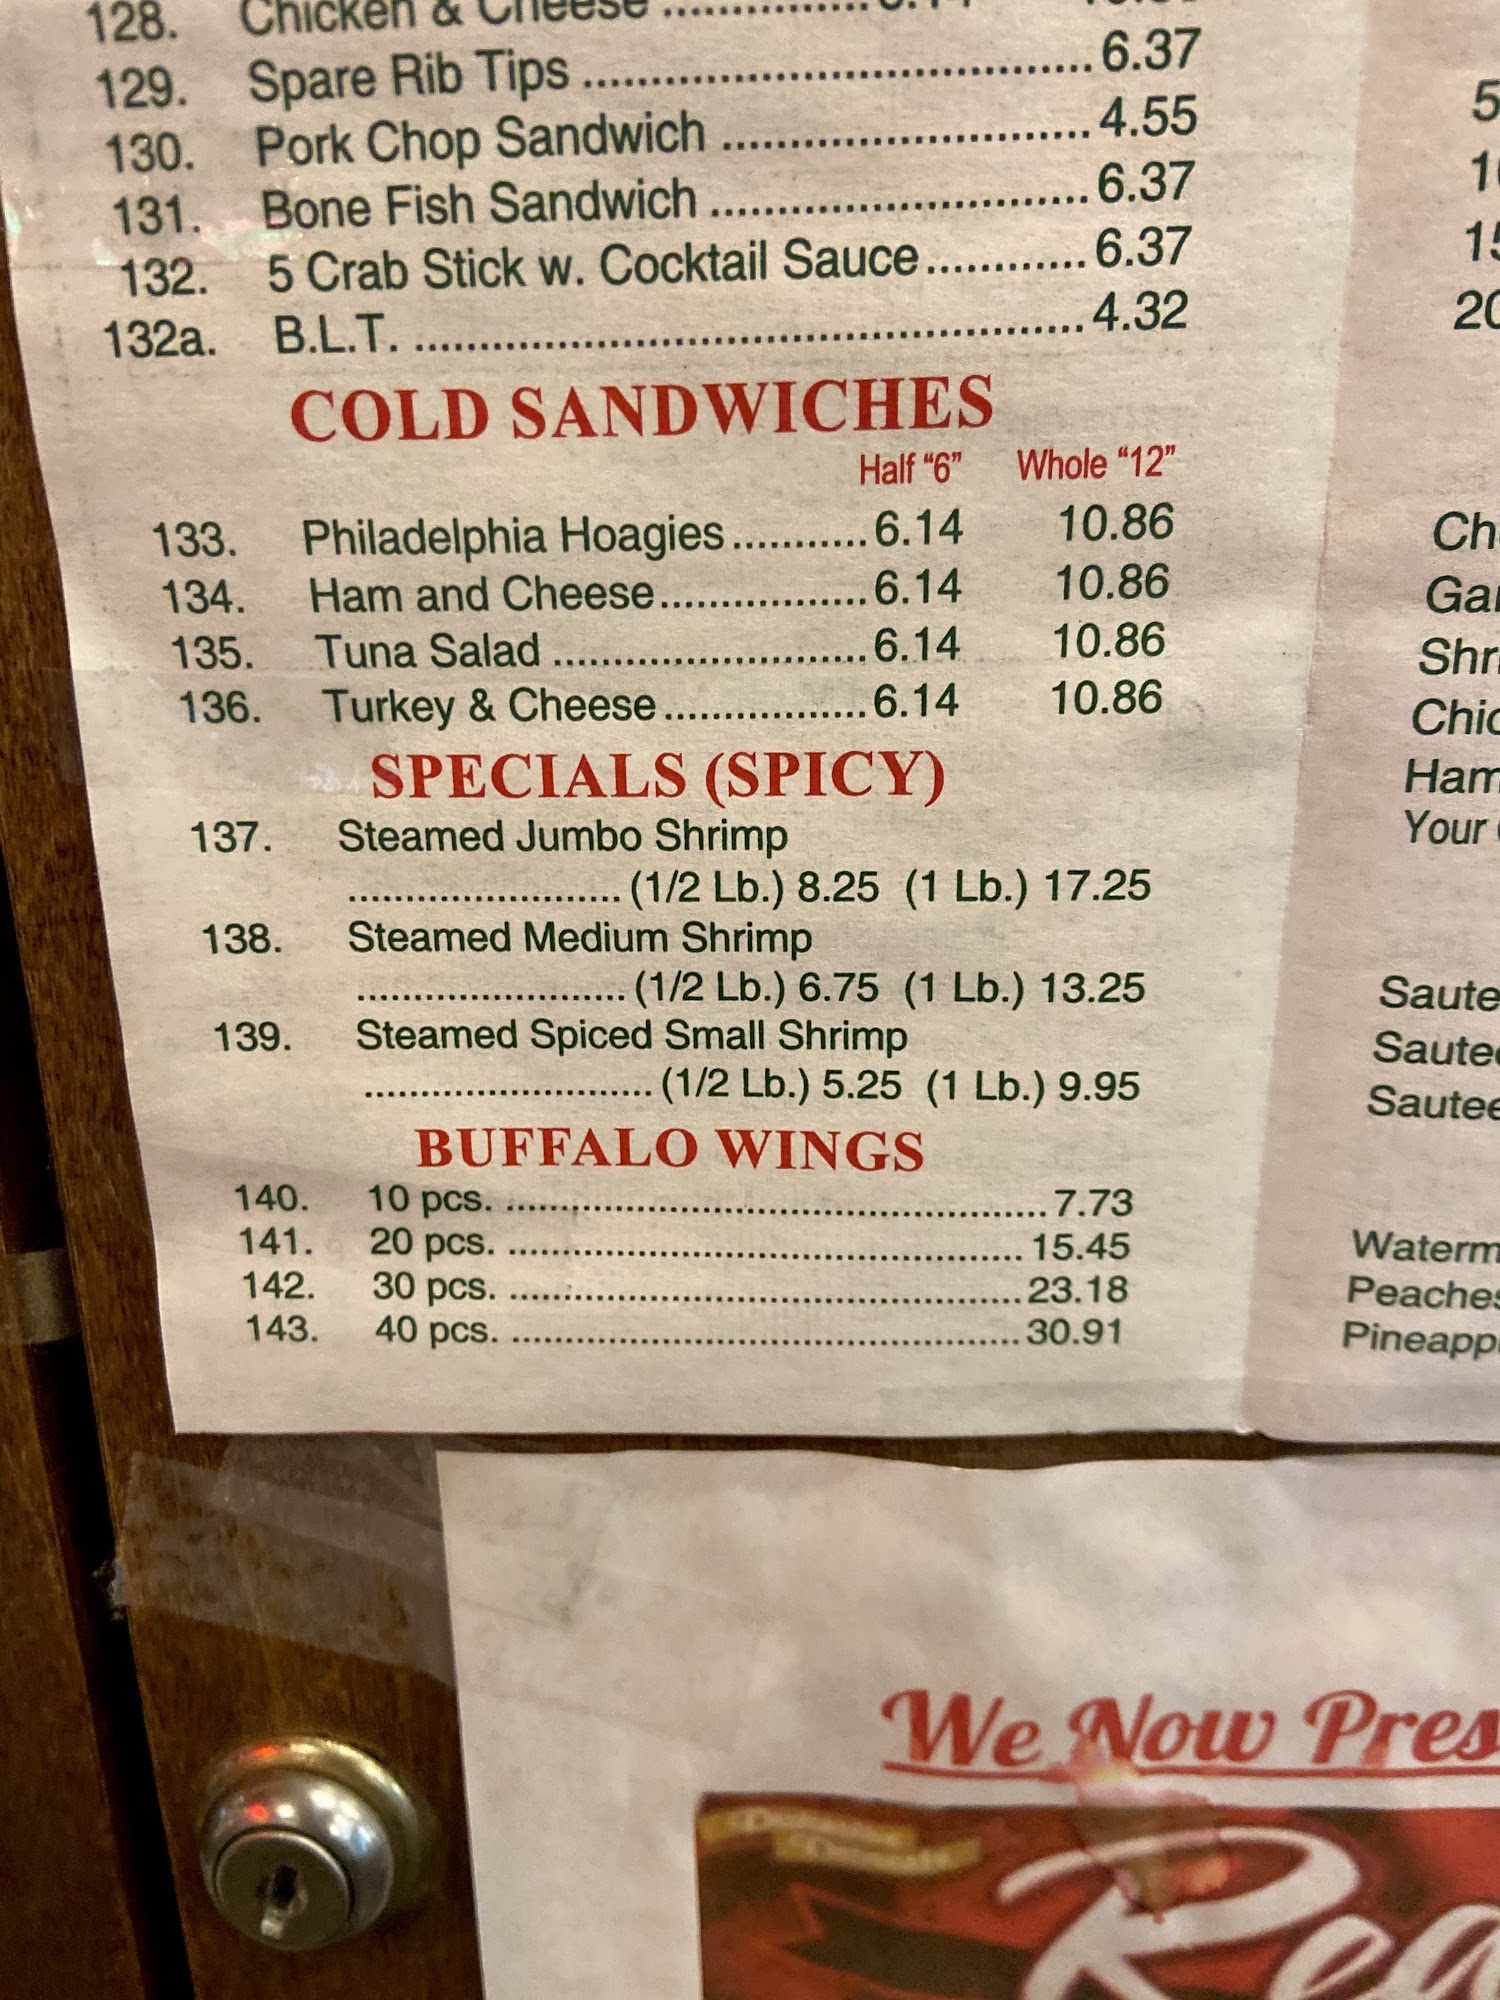 128. Chicken & Cheese
129. Spare Rib Tips ........................................ 6.37
130. Pork Chop Sandwich ............................ 4.55
131. Bone Fish Sandwich ............................. 6.37
132. 5 Crab Stick w. Cocktail Sauce ............ 6.37
132a. B.L.T. .................................................... 4.32
COLD SANDWICHES
Half “6” Whole “12”
133. Philadelphia Hoagies ........... 6.14 10.86
134. Ham and Cheese ................. 6.14 10.86
135. Tuna Salad .......................... 6.14 10.86
136. Turkey & Cheese ................. 6.14 10.86
SPECIALS (SPICY)
137. Steamed Jumbo Shrimp
........................ (1/2 Lb.) 8.25 (1 Lb.) 17.25
138. Steamed Medium Shrimp
........................ (1/2 Lb.) 6.75 (1 Lb.) 13.25
139. Steamed Spiced Small Shrimp
.......................... (1/2 Lb.) 5.25 (1 Lb.) 9.95
BUFFALO WINGS
140. 10 pcs. ................................................ 7.73
141. 20 pcs. .............................................. 15.45
142. 30 pcs. .............................................. 23.18
143. 40 pcs. .............................................. 30.91
20
Ham
Your
We Now